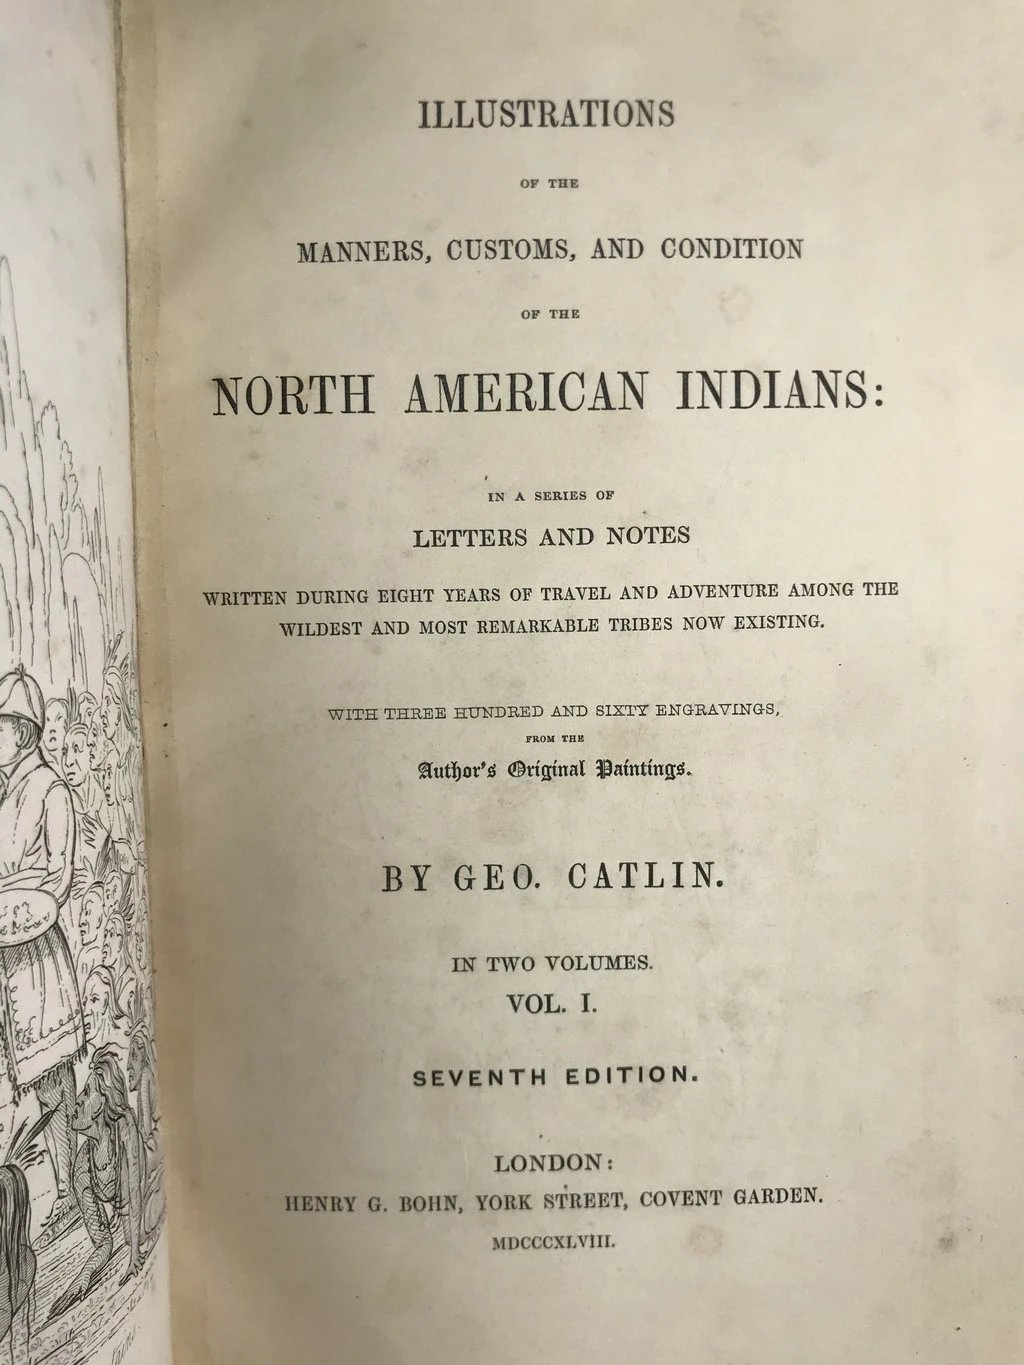 ILLUSTRATIONS
OF THE
MANNERS, CUSTOMS, AND CONDITION
OF THE
NORTH AMERICAN INDIANS:
IN A SERIES OF
LETTERS AND NOTES
WRITTEN DURING EIGHT YEARS OF TRAVEL AND ADVENTURE AMONG THE
WILDEST AND MOST REMARKABLE TRIBES NOW EXISTING.
WITH THREE HUNDRED AND SIXTY ENGRAVINGS,
FROM THE
Author's Original Paintings.
BY GEO. CATLIN.
IN TWO VOLUMES.
VOL. I.
SEVENTH EDITION.
LONDON:
HENRY G. BOHN, YORK STREET, COVENT GARDEN.
MDCCCXLVIII.